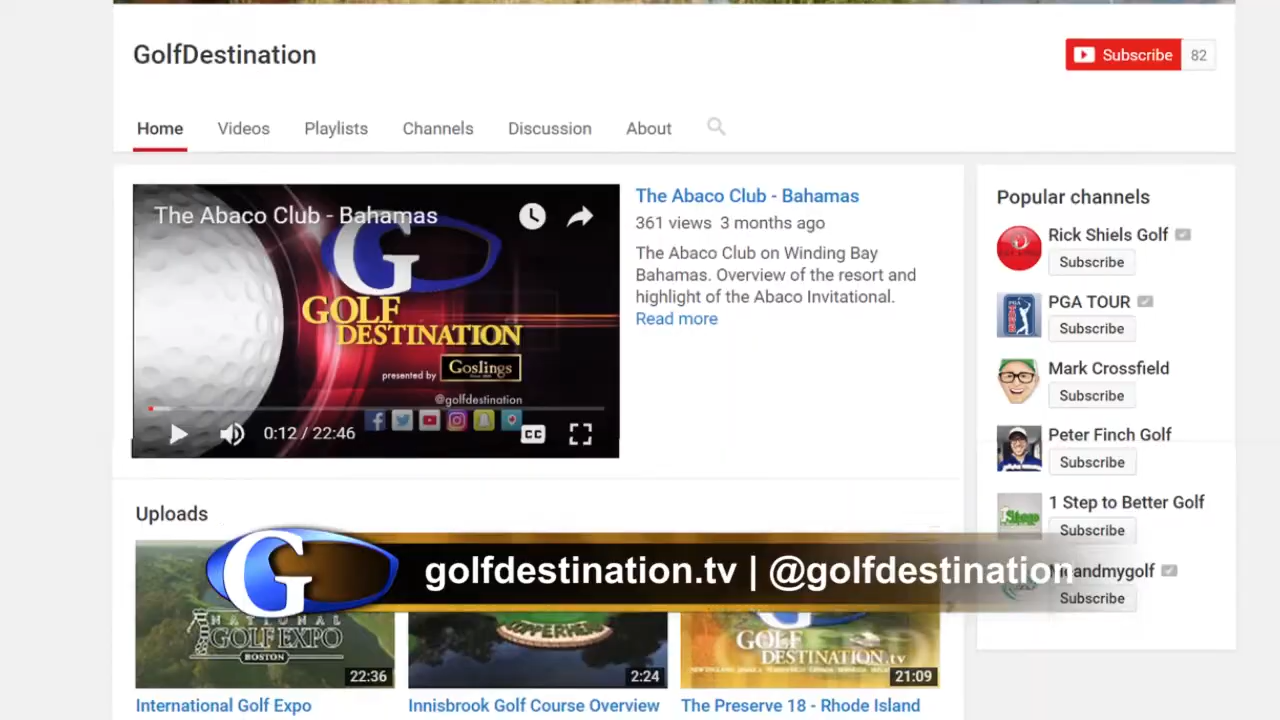 GolfDestination
Subscribe 82
Home Videos Playlists Channels Discussion About
The Abaco Club - Bahamas
G
GOLF
DESTINATION
presented by Goslings
@golfdestination
0:12 / 22:46
CC
The Abaco Club - Bahamas
361 views 3 months ago
The Abaco Club on Winding Bay
Bahamas. Overview of the resort and
highlight of the Abaco Invitational.
Read more
Popular channels
Rick Shiels Golf
Subscribe
PGA TOUR
Subscribe
Mark Crossfield
Subscribe
Peter Finch Golf
Subscribe
1 Step to Better Golf
Subscribe
Uploads
G
golfdestination.tv | @golfdestination
andmygolf
Subscribe
NATIONAL
GOLF EXPO
BOSTON
22:36
COPPERHEAD
2:24
GOLF
DESTINATION.tv
21:09
International Golf Expo
Innisbrook Golf Course Overview
The Preserve 18 - Rhode Island